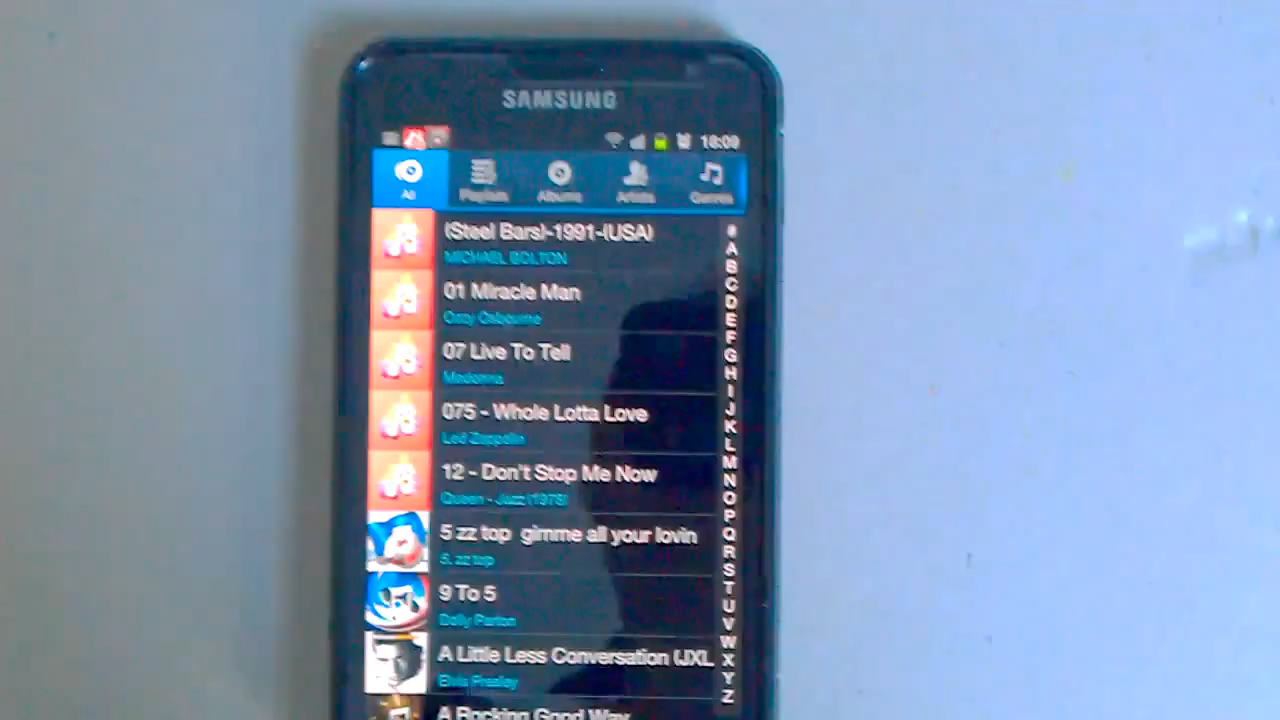 SAMSUNG
18:09
All Playlists Albums Artists Genres
(Steel Bars)-1991-(USA)
MICHAEL BOLTON
01 Miracle Man
Ozzy Osbourne
07 Live To Tell
Madonna
075 - Whole Lotta Love
Led Zeppelin
12 - Don't Stop Me Now
Queen - Jazz (1978)
5 zz top gimme all your lovin
5. zz top
9 To 5
Dolly Parton
A Little Less Conversation (JXL
Elvis Presley
A Rocking Good Way
#
A
B
C
D
E
F
G
H
I
J
K
L
M
N
O
P
Q
R
S
T
U
V
W
X
Y
Z